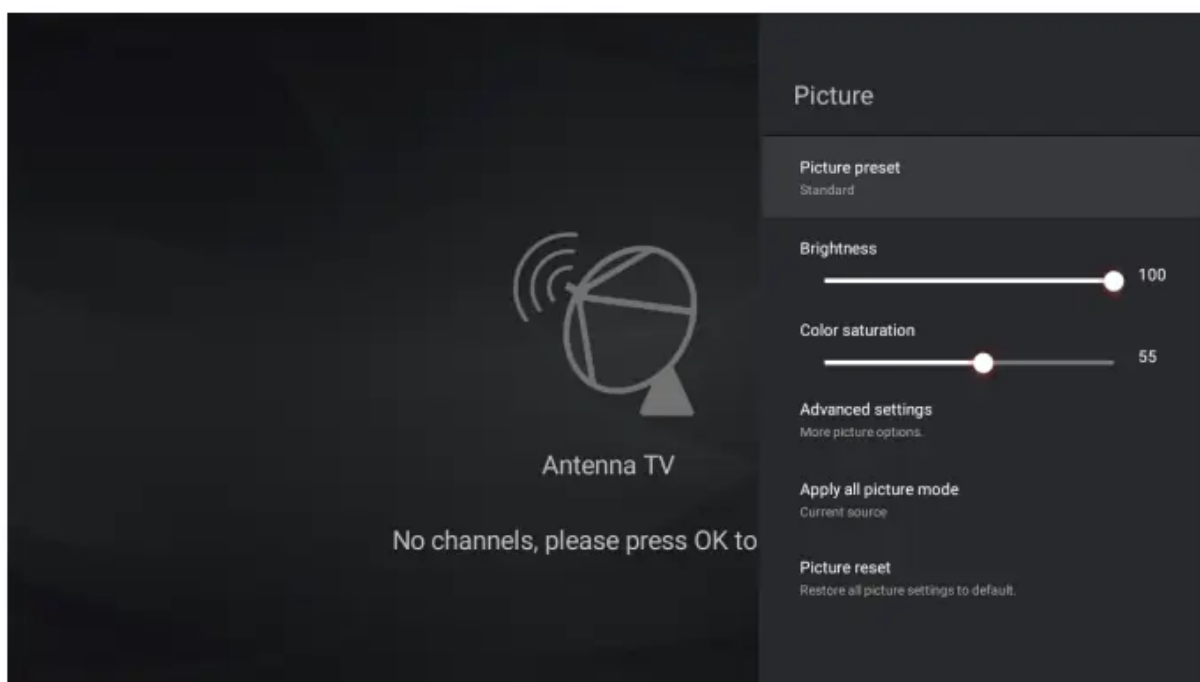 Picture
Picture preset
Standard
Brightness
100
Color saturation
55
Advanced settings
More picture options.
Apply all picture mode
Current source
Picture reset
Restore all picture settings to default.
Antenna TV
No channels, please press OK to